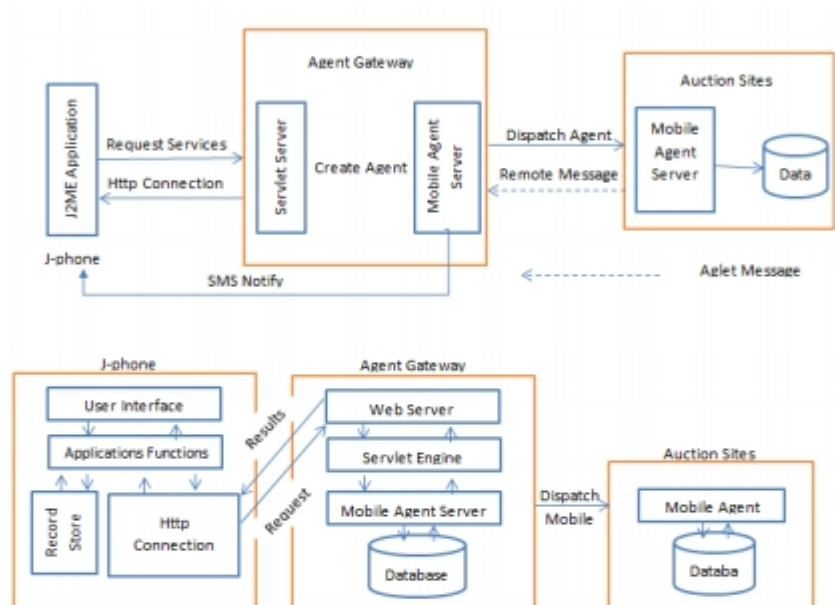 Agent Gateway
Auction Sites
J2ME Application
Request Services
Http Connection
Servlet Server
Create Agent
Mobile Agent
Server
Dispatch Agent
Remote Message
Mobile
Agent
Server
Data
J-phone
SMS Notify
Aglet Message
J-phone
User Interface
Applications Functions
Record
Store
Http
Connection
Results
Request
Agent Gateway
Web Server
Servlet Engine
Mobile Agent Server
Database
Dispatch
Mobile
Auction Sites
Mobile Agent
Databa